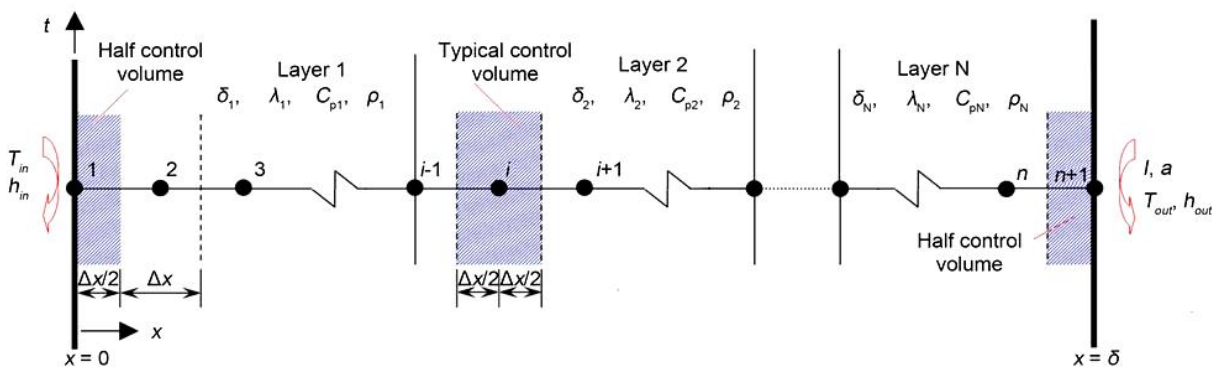 t
Half control
volume
Layer 1
δ₁, λ₁, Cₚ₁, ρ₁
Typical control
volume
Layer 2
δ₂, λ₂, Cₚ₂, ρ₂
Layer N
δN, λN, CpN, ρN
Tin
hin
1
2
3
i-1
i
i+1
n
n+1
I, a
Tout, hout
Half control
volume
Δx/2
Δx
Δx/2
Δx/2
x
x = 0
x = δ